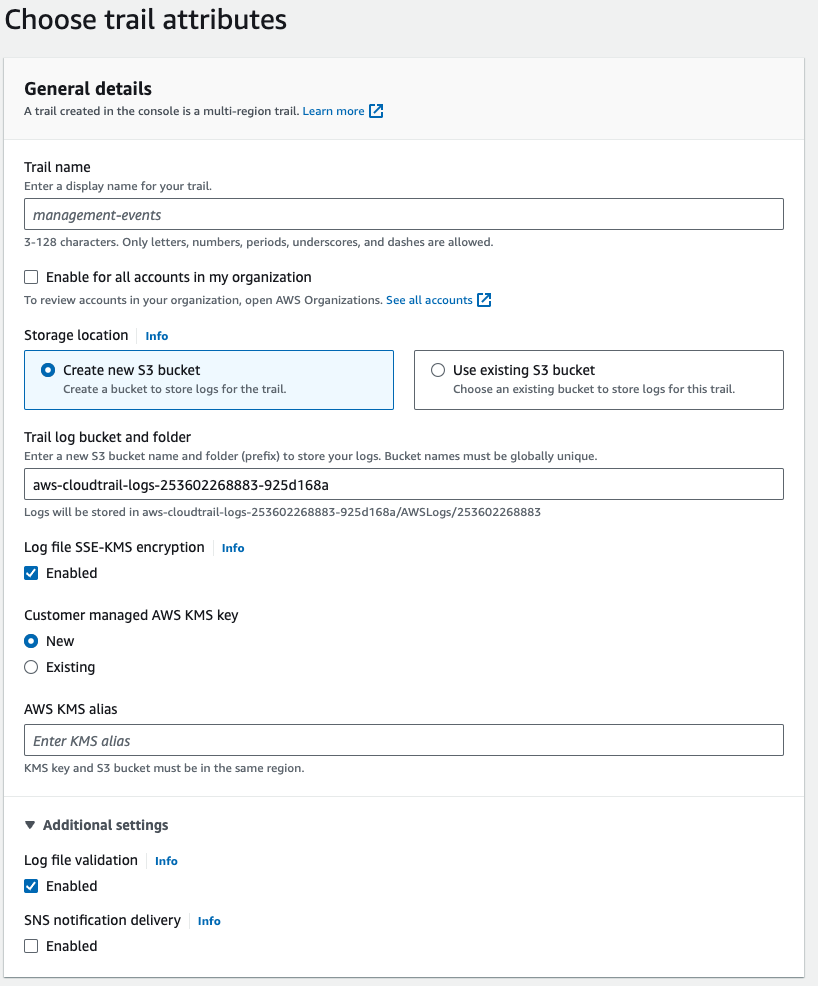 Choose trail attributes
General details
A trail created in the console is a multi-region trail. Learn more
Trail name
Enter a display name for your trail.
management-events
3-128 characters. Only letters, numbers, periods, underscores, and dashes are allowed.
Enable for all accounts in my organization
To review accounts in your organization, open AWS Organizations. See all accounts
Storage location Info
Create new S3 bucket
Create a bucket to store logs for the trail.
Use existing S3 bucket
Choose an existing bucket to store logs for this trail.
Trail log bucket and folder
Enter a new S3 bucket name and folder (prefix) to store your logs. Bucket names must be globally unique.
aws-cloudtrail-logs-253602268883-925d168a
Logs will be stored in aws-cloudtrail-logs-253602268883-925d168a/AWSLogs/253602268883
Log file SSE-KMS encryption Info
Enabled
Customer managed AWS KMS key
New
Existing
AWS KMS alias
Enter KMS alias
KMS key and S3 bucket must be in the same region.
Additional settings
Log file validation Info
Enabled
SNS notification delivery Info
Enabled